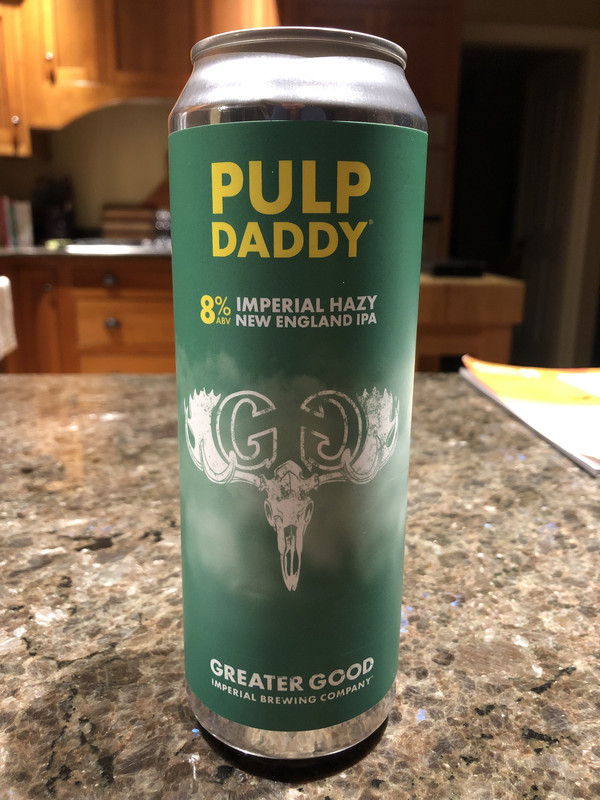 PULP
DADDY®
8% ABV IMPERIAL HAZY
NEW ENGLAND IPA
GG
GREATER GOOD
IMPERIAL BREWING COMPANY